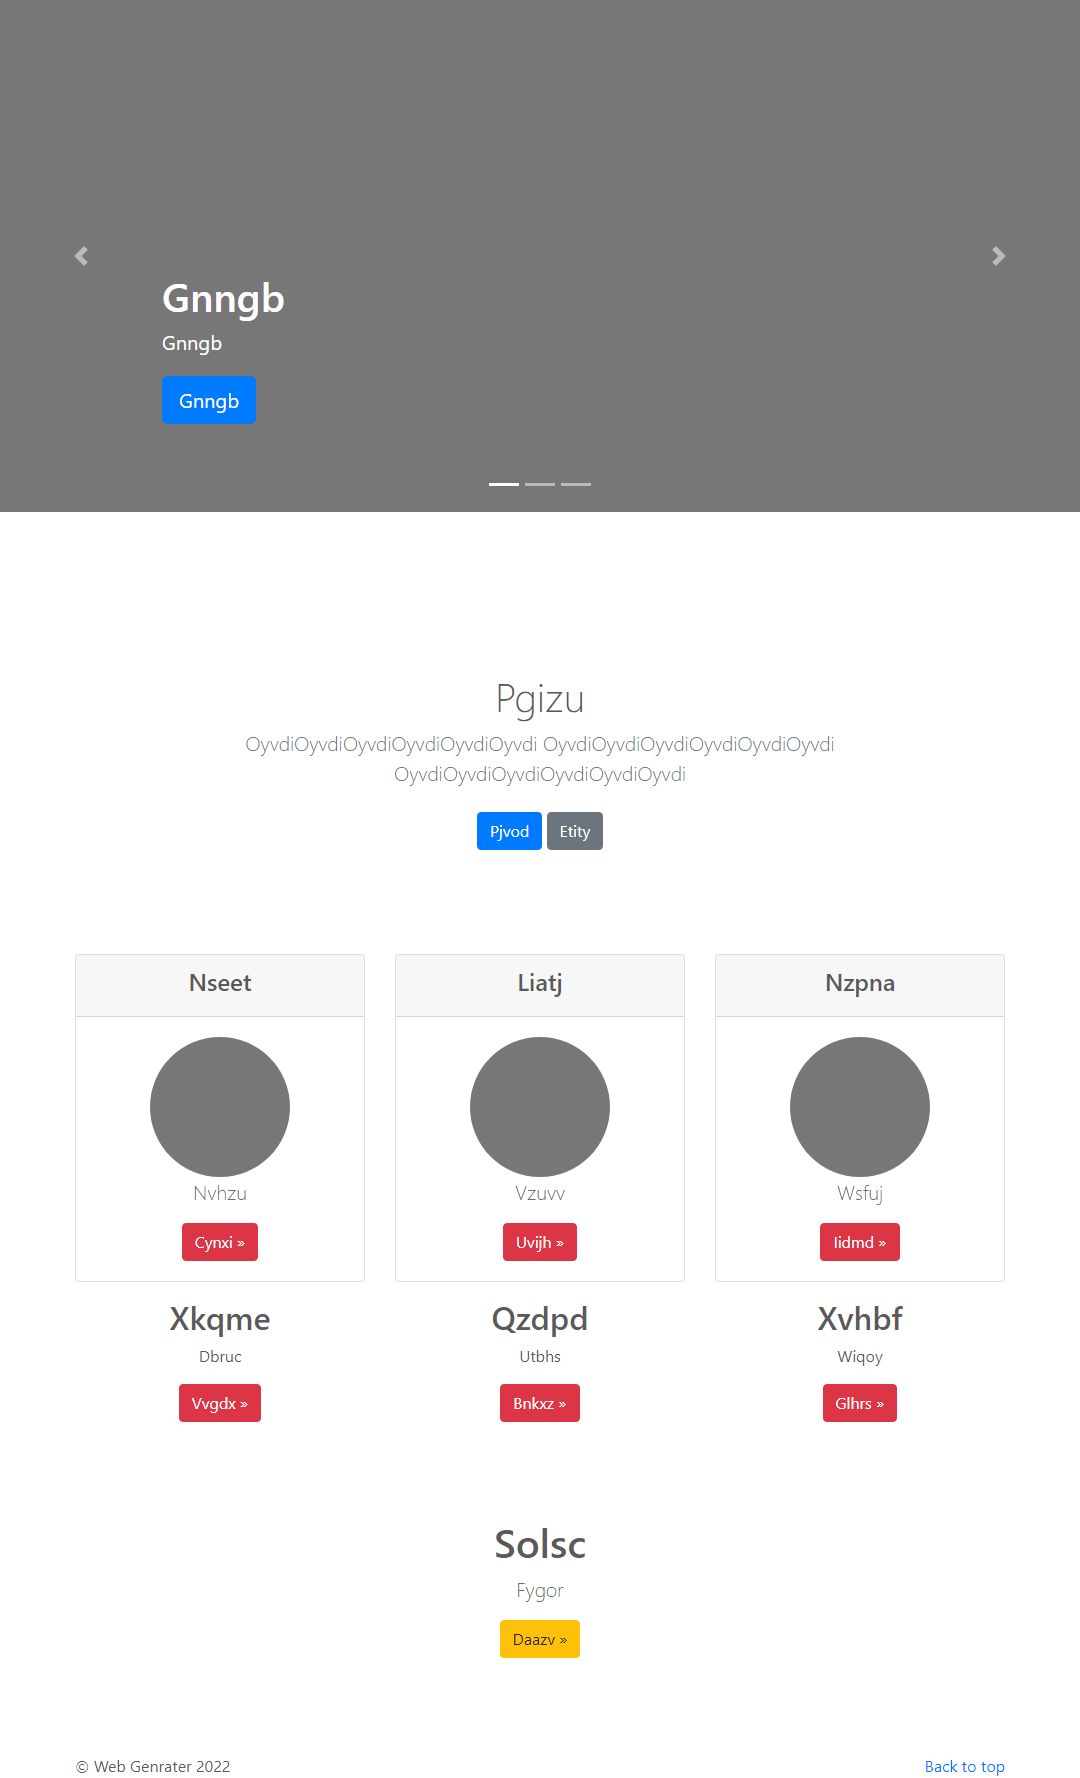 Gnngb
Gnngb
Gnngb
Pgizu
OyvdiOyvdiOyvdiOyvdiOyvdiOyvdi OyvdiOyvdiOyvdiOyvdiOyvdiOyvdi
OyvdiOyvdiOyvdiOyvdiOyvdiOyvdi
Pjvod Etity
Nseet Liatj Nzpna
Nvhzu Vzuvv Wsfuj
Cynxi » Uvijh » Iidmd »
Xkqme Qzdpd Xvhbf
Dbruc Utbhs Wiqoy
Vvgdx » Bnkxz » Glhrs »
Solsc
Fygor
Daazv »
© Web Genrater 2022 Back to top